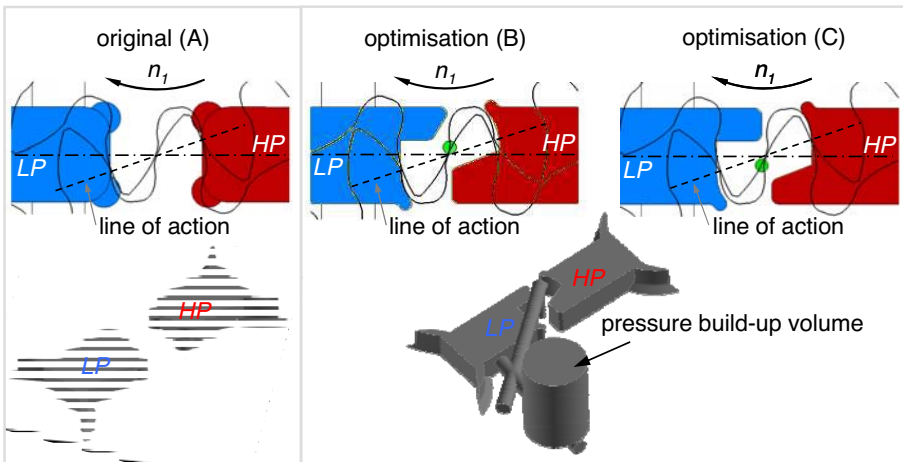 original (A)
n1
LP
HP
line of action
HP
LP
optimisation (B)
n1
LP
HP
line of action
optimisation (C)
n1
LP
HP
line of action
HP
LP
pressure build-up volume